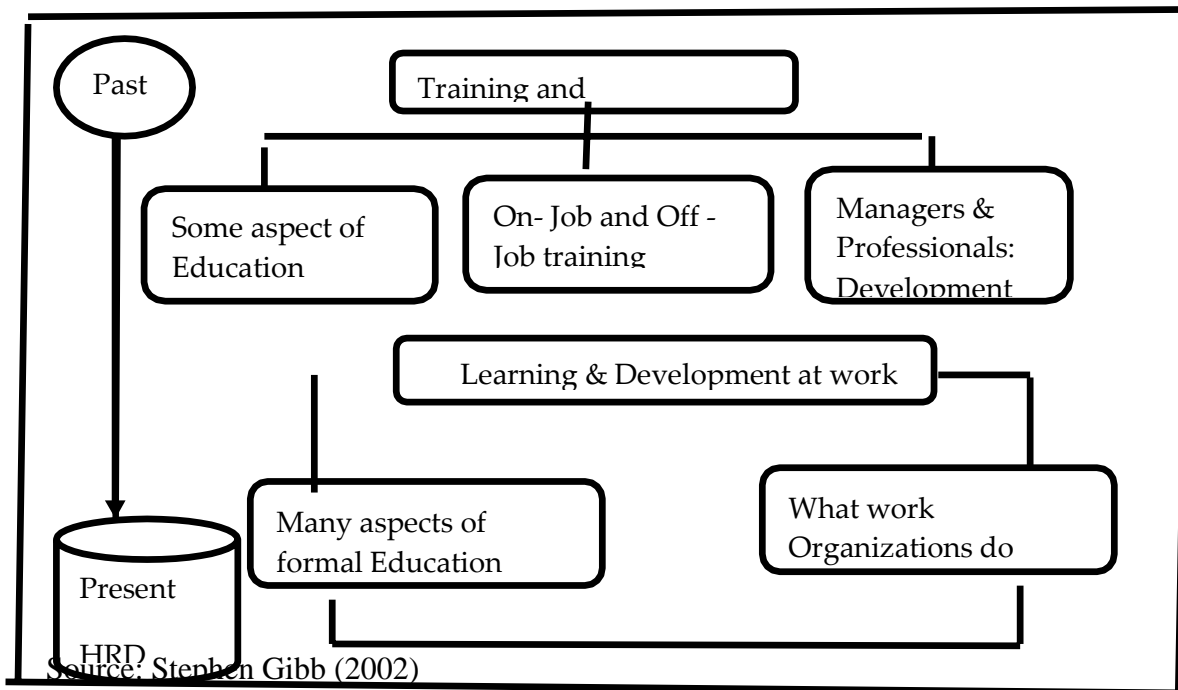 Past
Training and
Some aspect of
Education
On- Job and Off -
Job training
Managers &
Professionals:
Development
Learning & Development at work
Many aspects of
formal Education
What work
Organizations do
Present
HRD
Source: Stephen Gibb (2002)